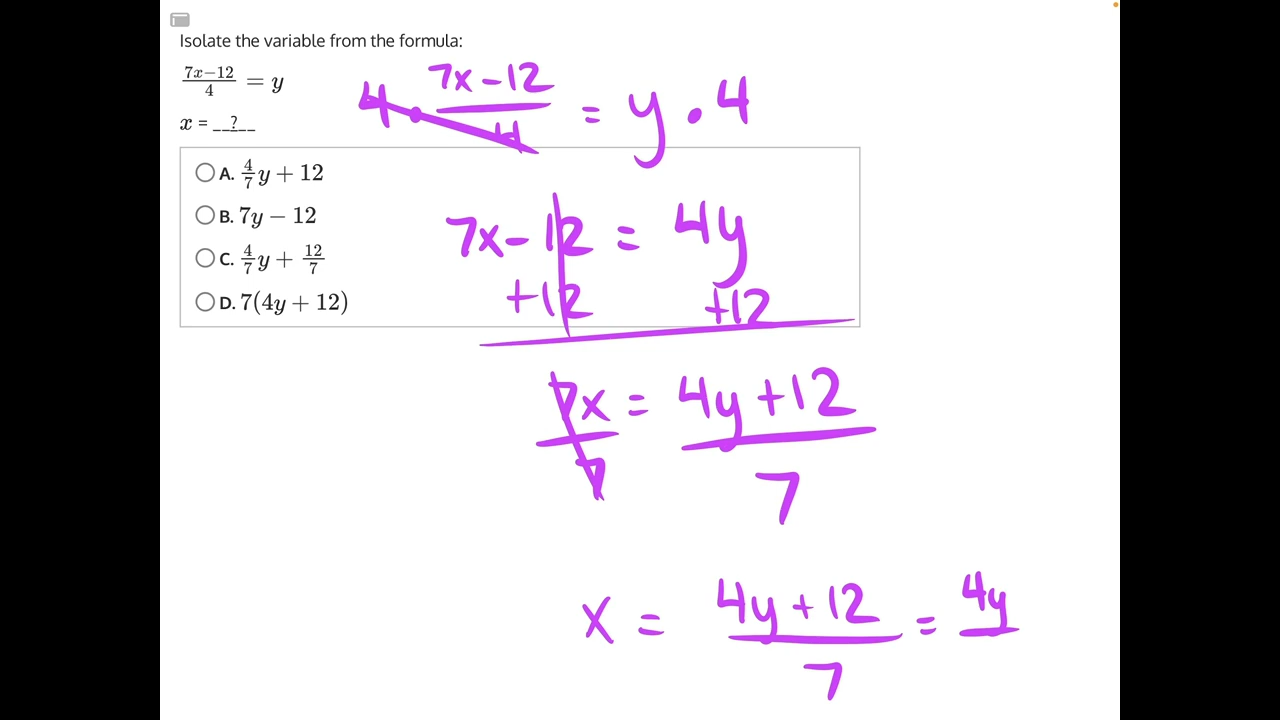 Isolate the variable from the formula:
7x−12/4 = y
x = __?__
A. 4/7 y + 12
B. 7y − 12
C. 4/7 y + 12/7
D. 7(4y + 12)
4 · 7x−12/4 = y · 4
7x−12 = 4y
+12 +12
7x/7 = 4y+12/7
x = 4y+12/7 = 4y